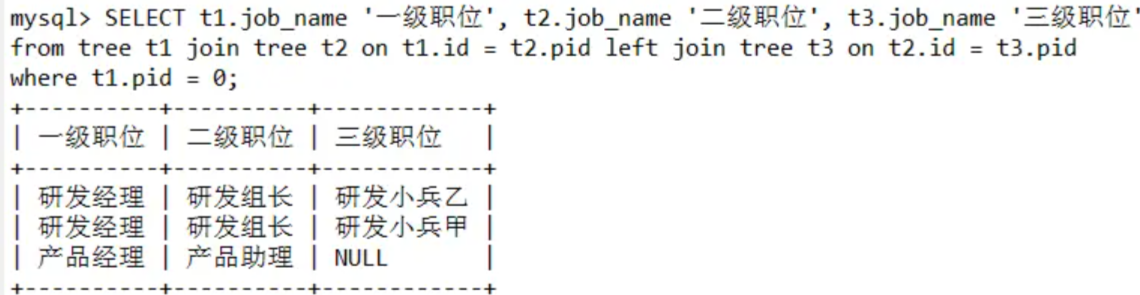 mysql> SELECT t1.job_name '一级职位', t2.job_name '二级职位', t3.job_name '三级职位'
from tree t1 join tree t2 on t1.id = t2.pid left join tree t3 on t2.id = t3.pid
where t1.pid = 0;
+----------+----------+------------+
| 一级职位 | 二级职位 | 三级职位   |
+----------+----------+------------+
| 研发经理 | 研发组长 | 研发小兵乙 |
| 研发经理 | 研发组长 | 研发小兵甲 |
| 产品经理 | 产品助理 | NULL       |
+----------+----------+------------+